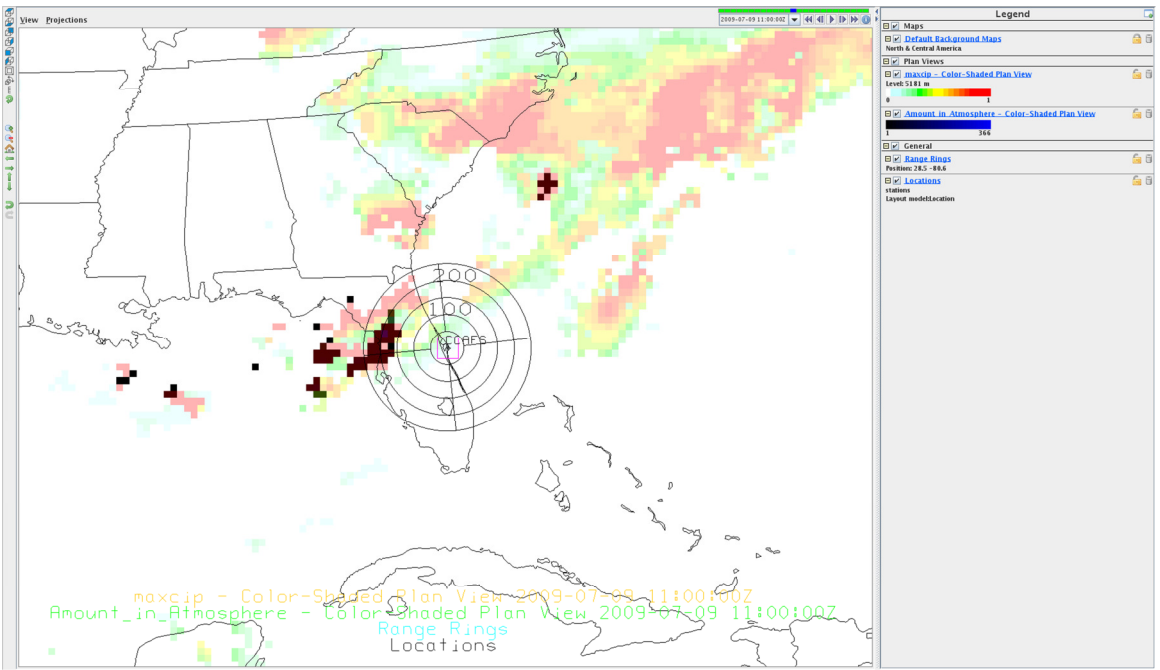 View Projections
2009-07-09 11:00:00Z
200
100
CCAFS
maxcip - Color-Shaded Plan View 2009-07-09 11:00:00Z
Amount_in_Atmosphere - Color-Shaded Plan View 2009-07-09 11:00:00Z
Range Rings
Locations
Legend
Maps
Default Background Maps
North & Central America
Plan Views
maxcip - Color-Shaded Plan View
Level: 5181 m
0 1
Amount in Atmosphere - Color-Shaded Plan View
1 366
General
Range Rings
Position: 28.5 -80.6
Locations
stations
Layout model:Location